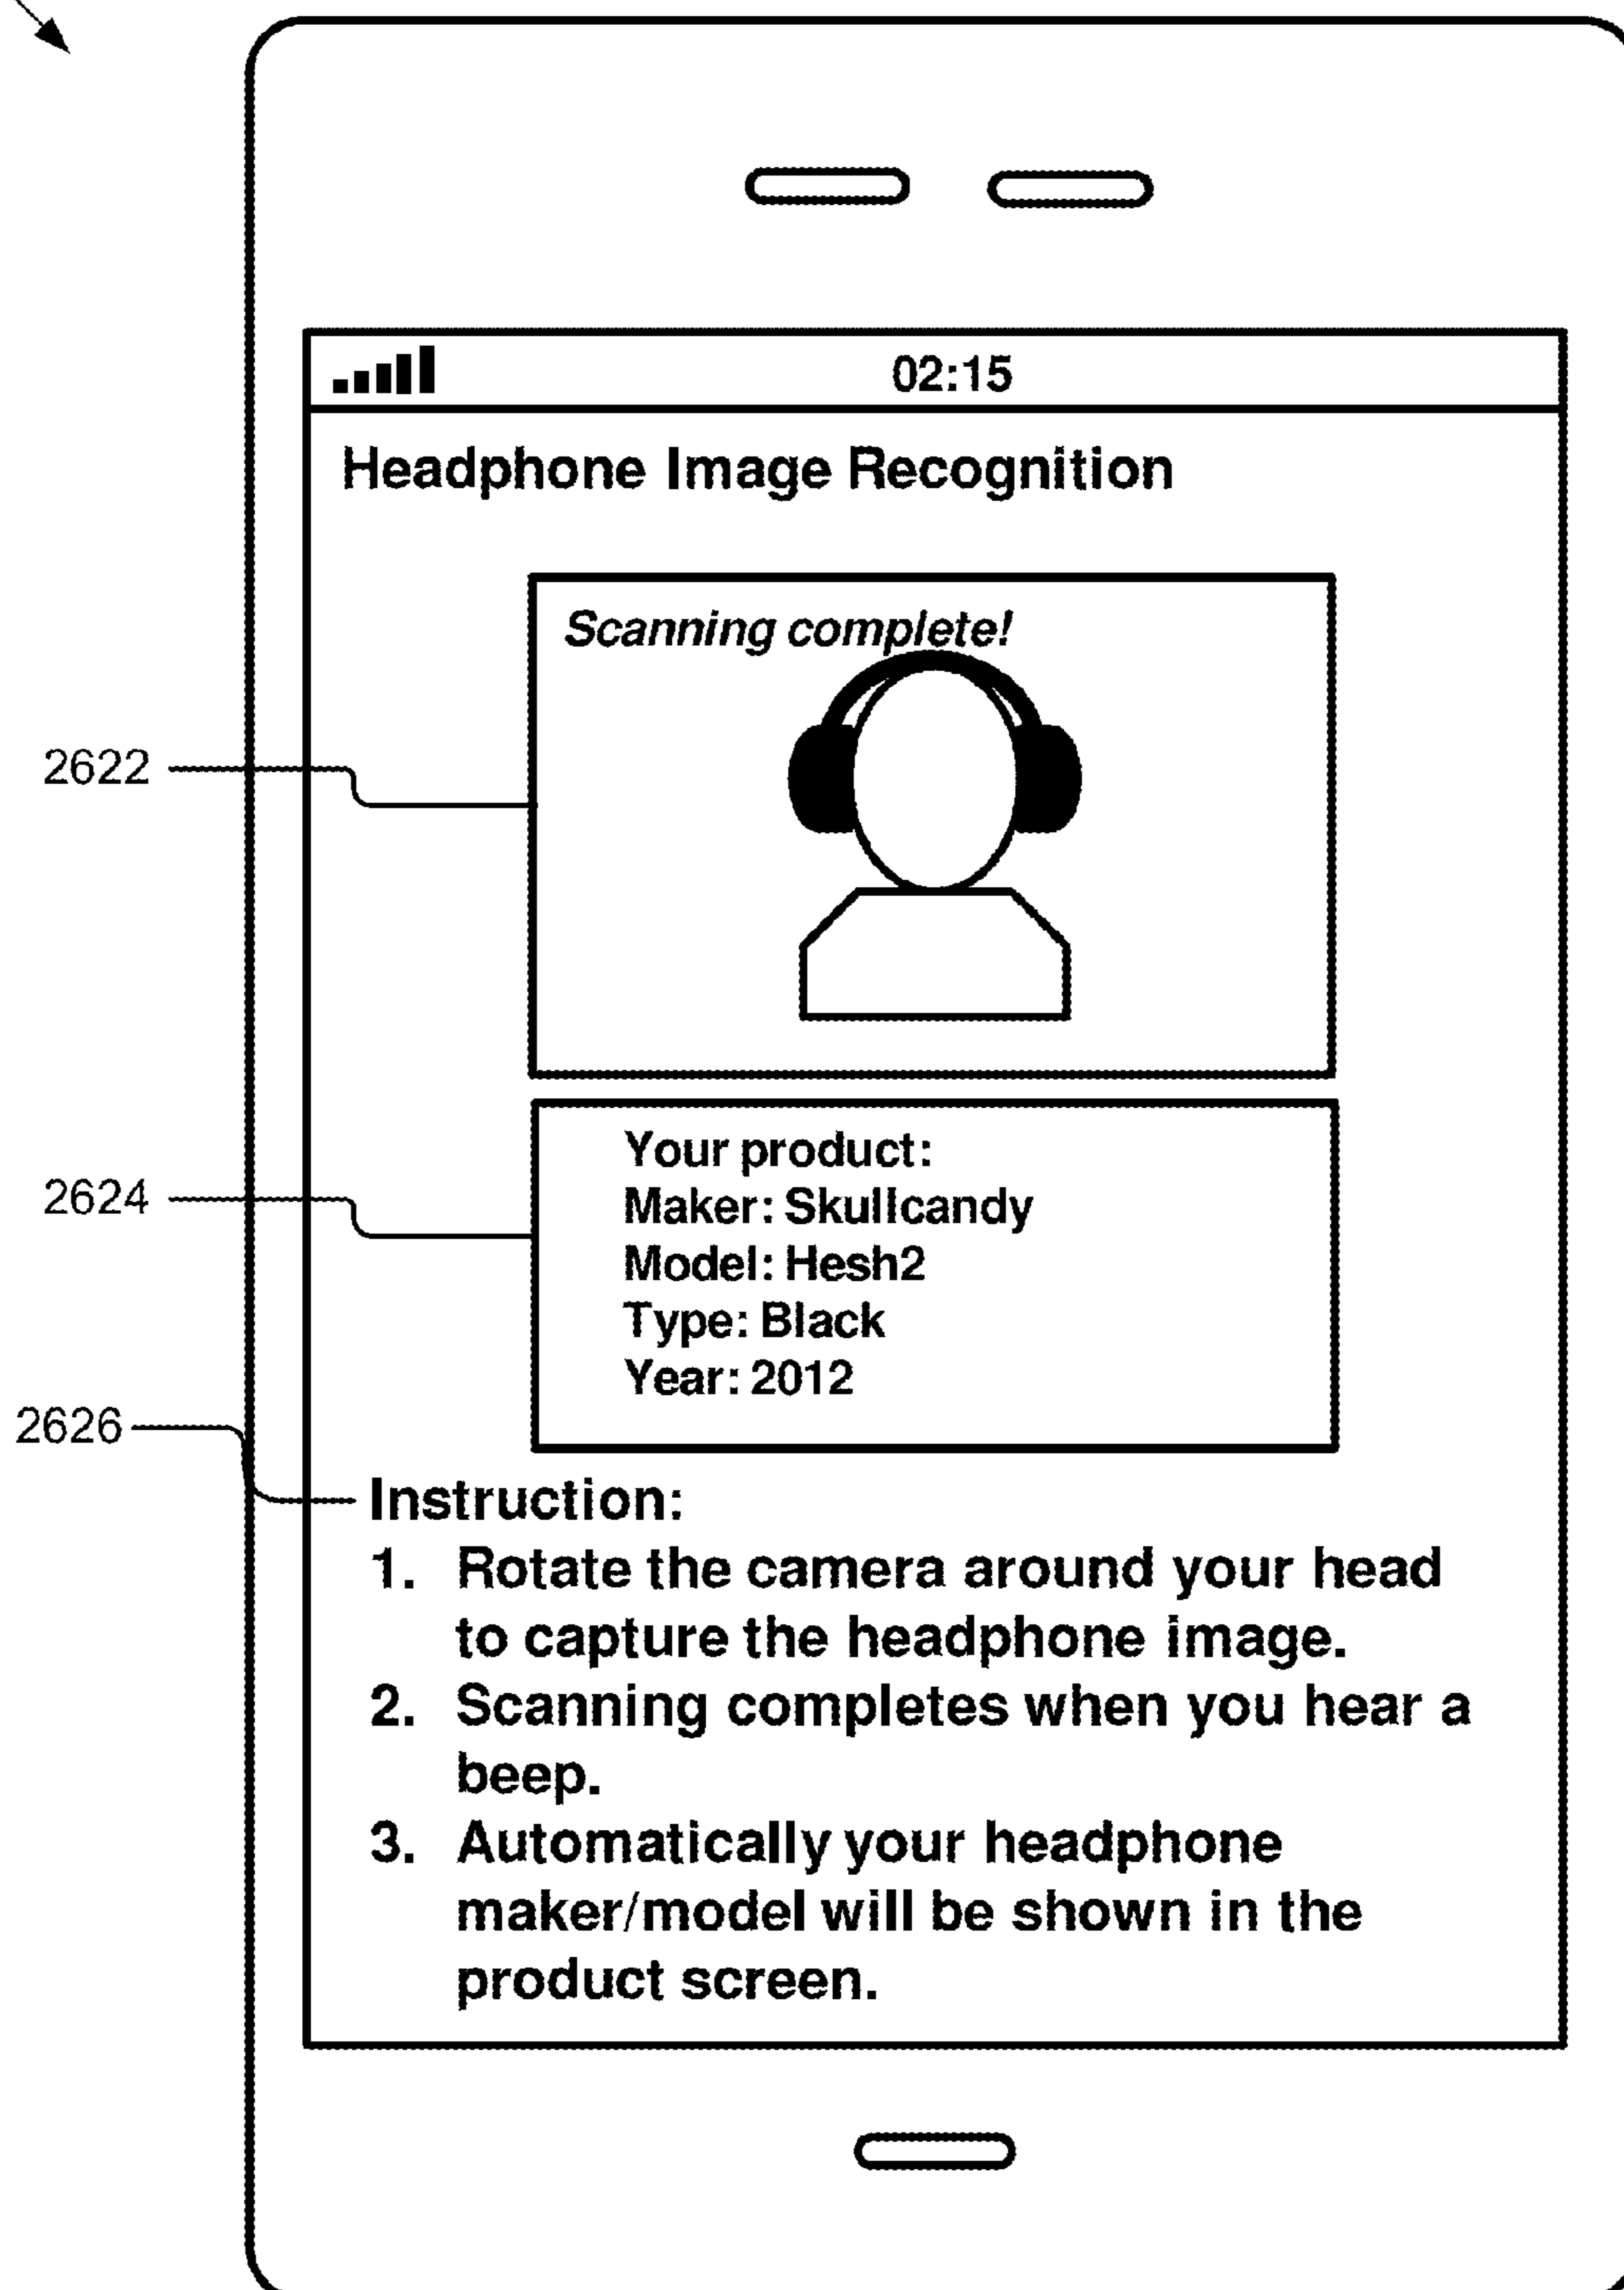 02:15
Headphone Image Recognition
Scanning complete!
2622
Your product:
2624
Maker: Skullcandy
Model: Hesh2
Type: Black
Year: 2012
2626
Instruction:
1. Rotate the camera around your head
to capture the headphone image.
2. Scanning completes when you hear a
beep.
3. Automatically your headphone
maker/model will be shown in the
product screen.